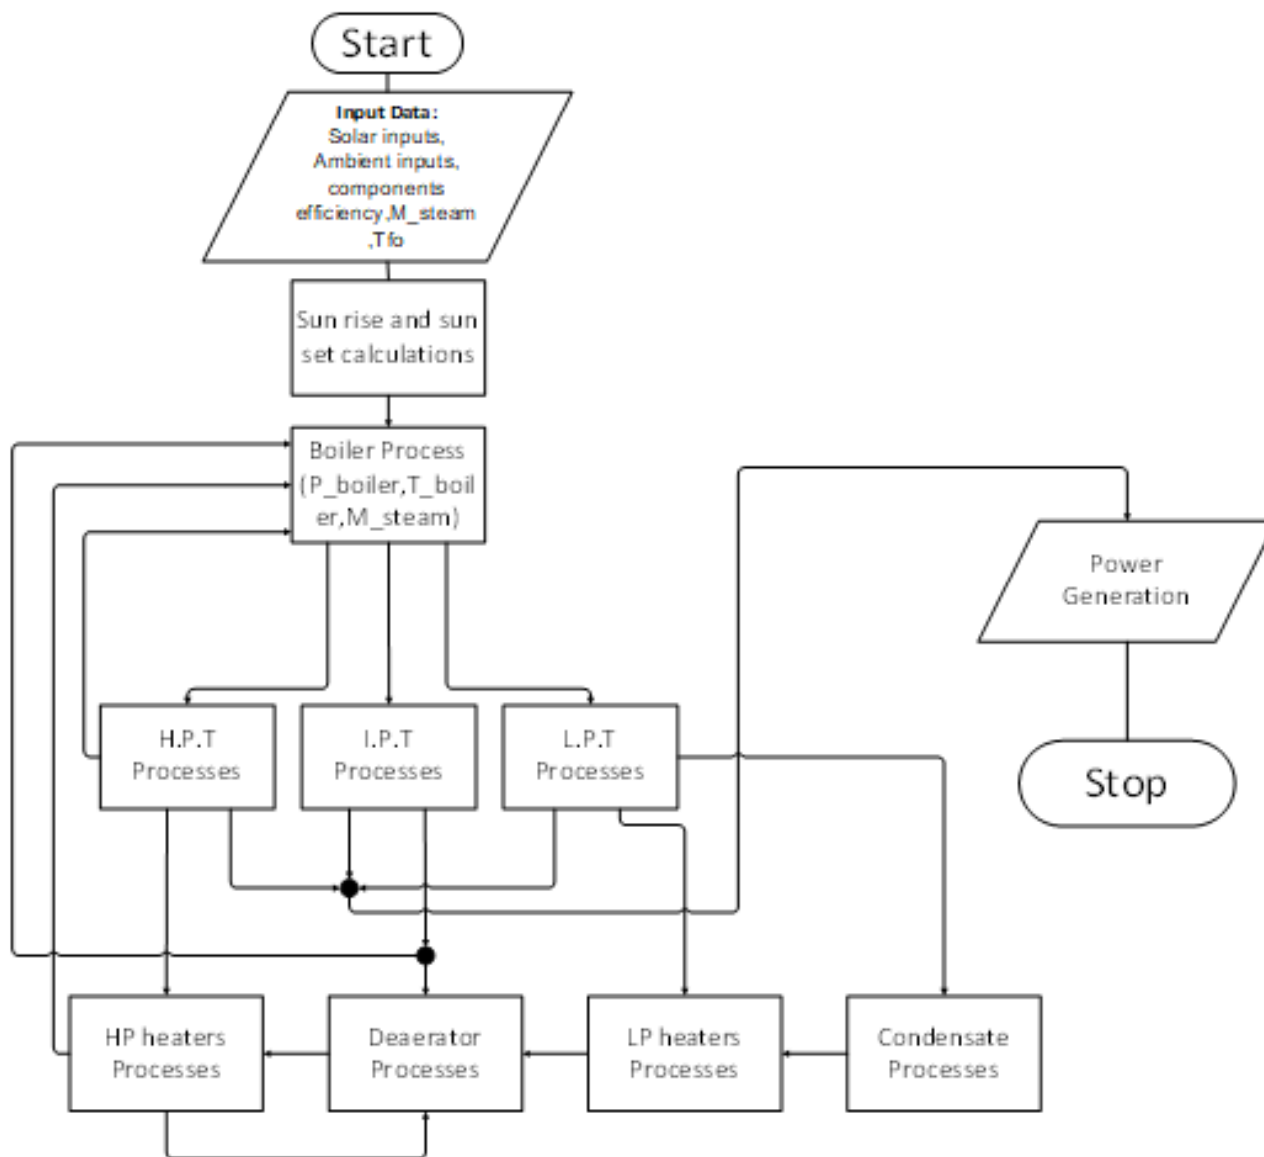 Start
Input Data:
Solar inputs,
Ambient inputs,
components
efficiency,M_steam
,Tfo
Sun rise and sun
set calculations
Boiler Process
(P_boiler,T_boil
er,M_steam)
Power
Generation
H.P.T
Processes
I.P.T
Processes
L.P.T
Processes
Stop
HP heaters
Processes
Deaerator
Processes
LP heaters
Processes
Condensate
Processes